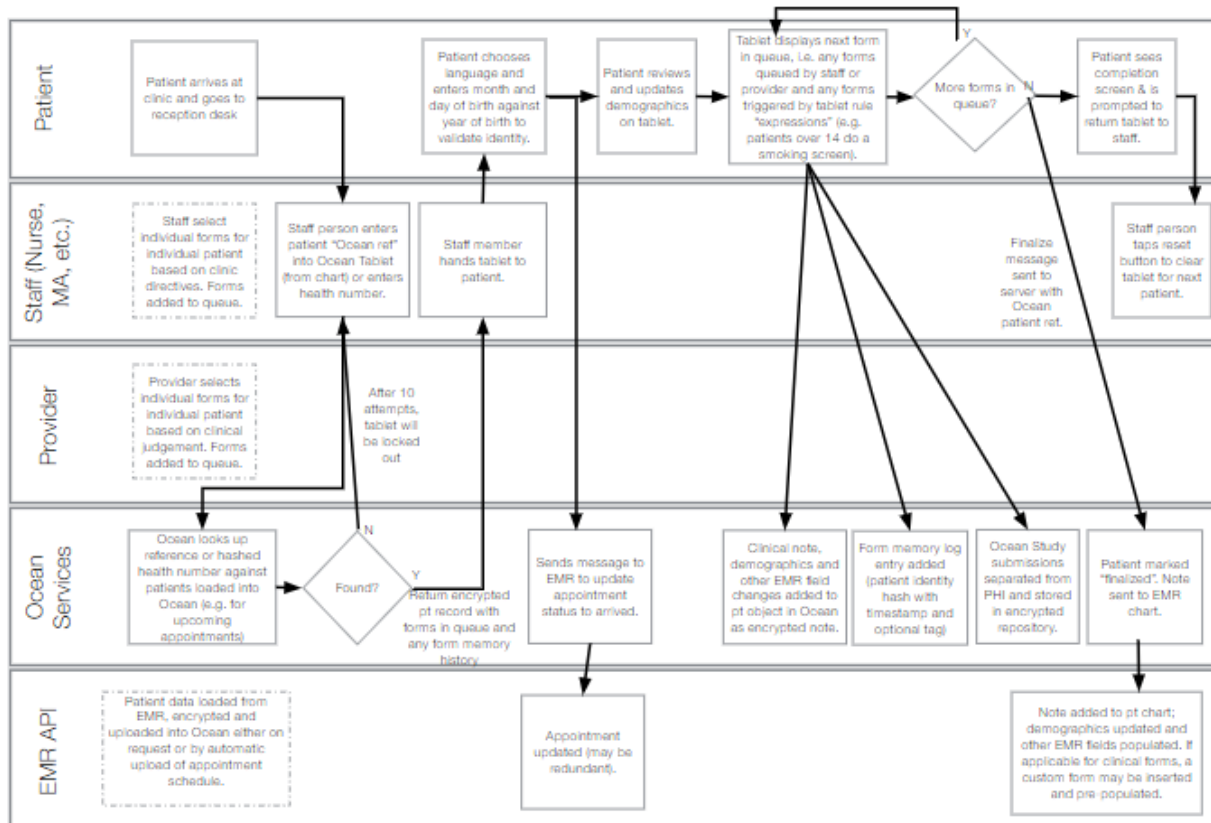 Patient
Patient arrives at
clinic and goes to
reception desk
Patient chooses
language and
enters month and
day of birth against
year of birth to
validate identity.
Patient reviews
and updates
demographics
on tablet.
Tablet displays next form
in queue, i.e. any forms
queued by staff or
provider and any forms
triggered by tablet rule
"expressions" (e.g.
patients over 14 do a
smoking screen).
Y
More forms in
queue?
N
Patient sees
completion
screen & is
prompted to
return tablet to
staff.
Staff (Nurse,
MA, etc.)
Staff select
individual forms for
individual patient
based on clinic
directives. Forms
added to queue.
Staff person enters
patient "Ocean ref"
into Ocean Tablet
(from chart) or enters
health number.
Staff member
hands tablet to
patient.
Finalize
message sent
to server with
Ocean
patient ref.
Staff person
taps reset
button to clear
tablet for next
patient.
Provider
Provider selects
individual forms for
individual patient
based on clinical
judgement. Forms
added to queue.
After 10
attempts,
tablet will
be locked
out
Ocean
Services
Ocean looks up
reference or hashed
health number against
patients loaded into
Ocean (e.g. for
upcoming
appointments)
N
Found?
Y
Return encrypted
pt record with
forms in queue and
any form memory
history
Sends message to
EMR to update
appointment
status to arrived.
Clinical note,
demographics and
other EMR field
changes added to
pt object in Ocean
as encrypted note.
Form memory log
entry added
(patient identity
hash with
timestamp and
optional tag)
Ocean Study
submissions
separated from
PHI and stored in
encrypted
repository.
Patient marked
"finalized". Note
sent to EMR
chart.
EMR API
Patient data loaded from
EMR, encrypted and
uploaded into Ocean either on
request or by automatic
upload of appointment
schedule.
Appointment
updated (may be
redundant).
Note added to pt chart;
demographics updated and
other EMR fields populated. If
applicable for clinical forms, a
custom form may be inserted
and pre-populated.